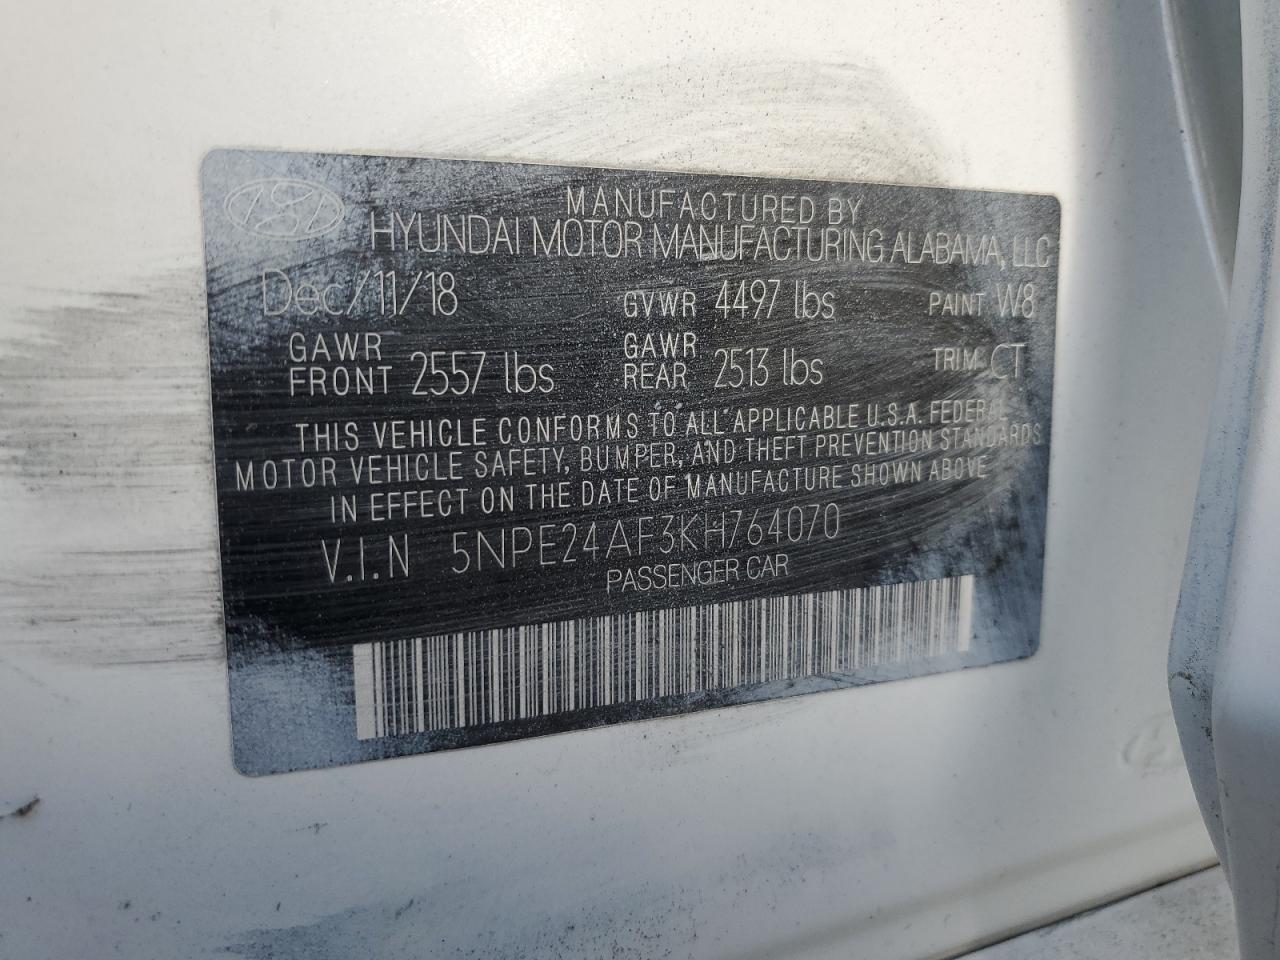 MANUFACTURED BY
HYUNDAI MOTOR MANUFACTURING ALABAMA, LLC
Dec/11/18 GVWR 4497 lbs PAINT W8
GAWR FRONT 2557 lbs GAWR REAR 2513 lbs TRIM CT
THIS VEHICLE CONFORMS TO ALL APPLICABLE U.S.A. FEDERAL
MOTOR VEHICLE SAFETY, BUMPER, AND THEFT PREVENTION STANDARDS
IN EFFECT ON THE DATE OF MANUFACTURE SHOWN ABOVE
V.I.N 5NPE24AF3KH764070
PASSENGER CAR